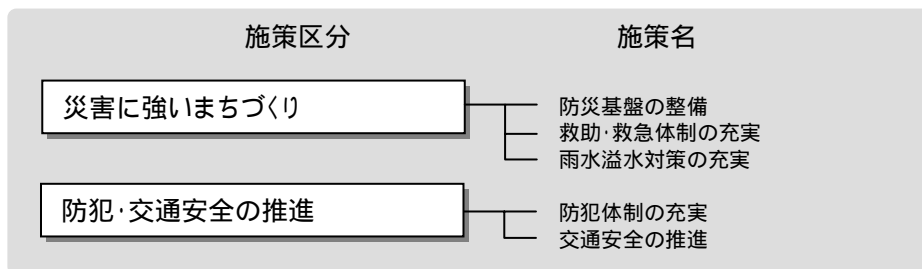 施策区分 施策名
災害に強いまちづくり
防災基盤の整備
救助･救急体制の充実
雨水溢水対策の充実
防犯･交通安全の推進
防犯体制の充実
交通安全の推進